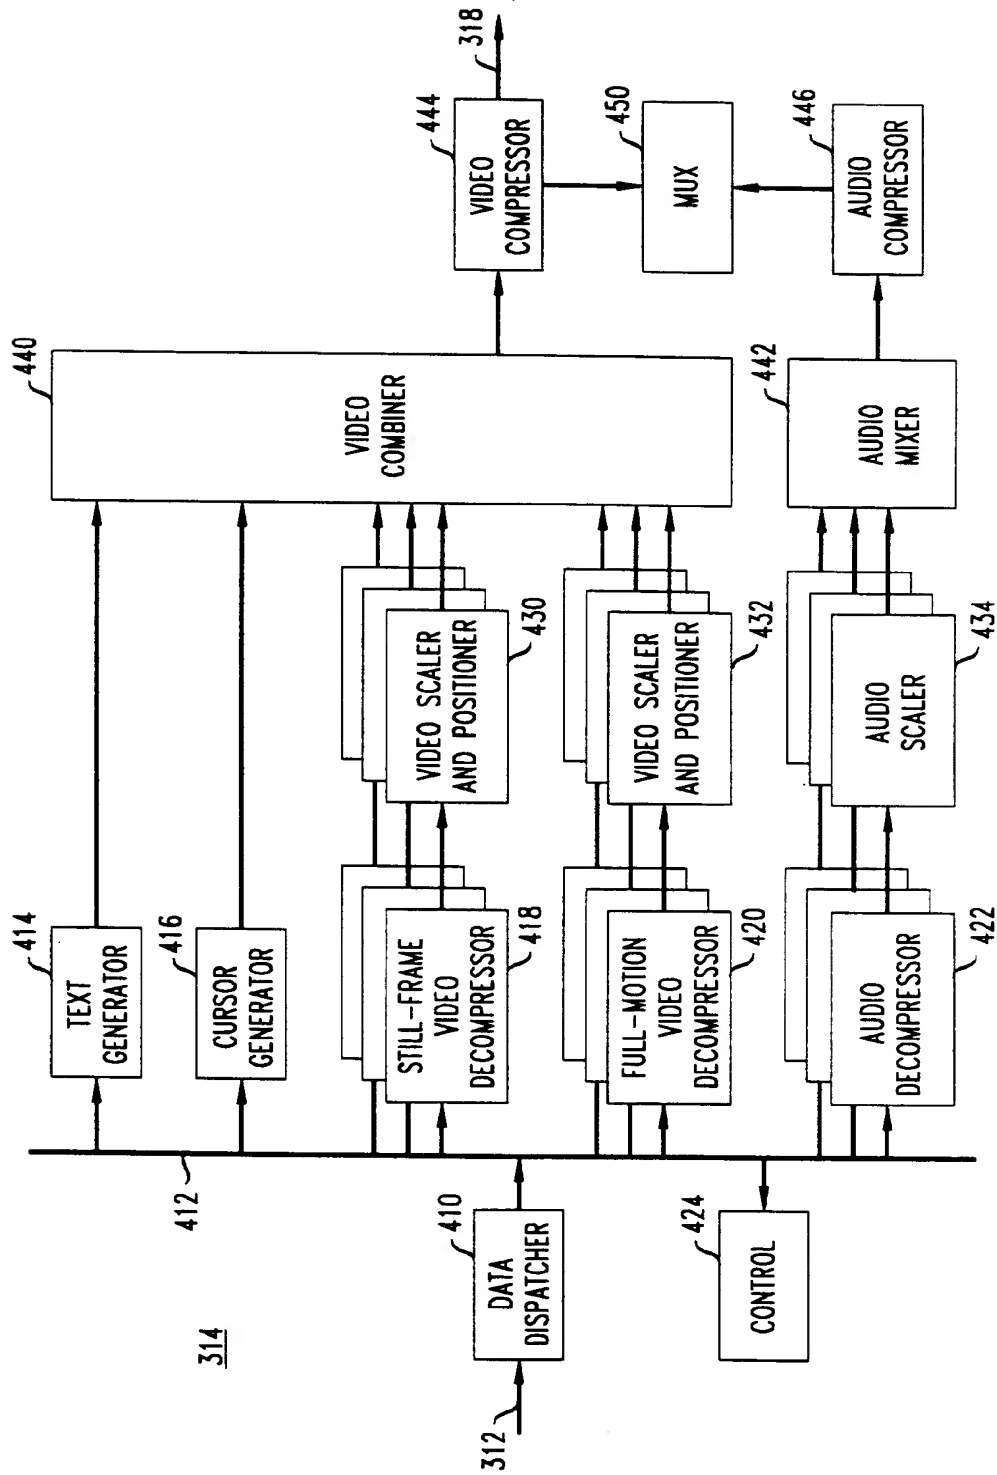 314
312
DATA
DISPATCHER
410
412
CONTROL
424
TEXT
GENERATOR
414
CURSOR
GENERATOR
416
STILL-FRAME
VIDEO
DECOMPRESSOR
418
FULL-MOTION
VIDEO
DECOMPRESSOR
420
AUDIO
DECOMPRESSOR
422
VIDEO SCALER
AND POSITIONER
430
VIDEO SCALER
AND POSITIONER
432
AUDIO
SCALER
434
VIDEO
COMBINER
440
AUDIO
MIXER
442
VIDEO
COMPRESSOR
444
318
MUX
450
AUDIO
COMPRESSOR
446